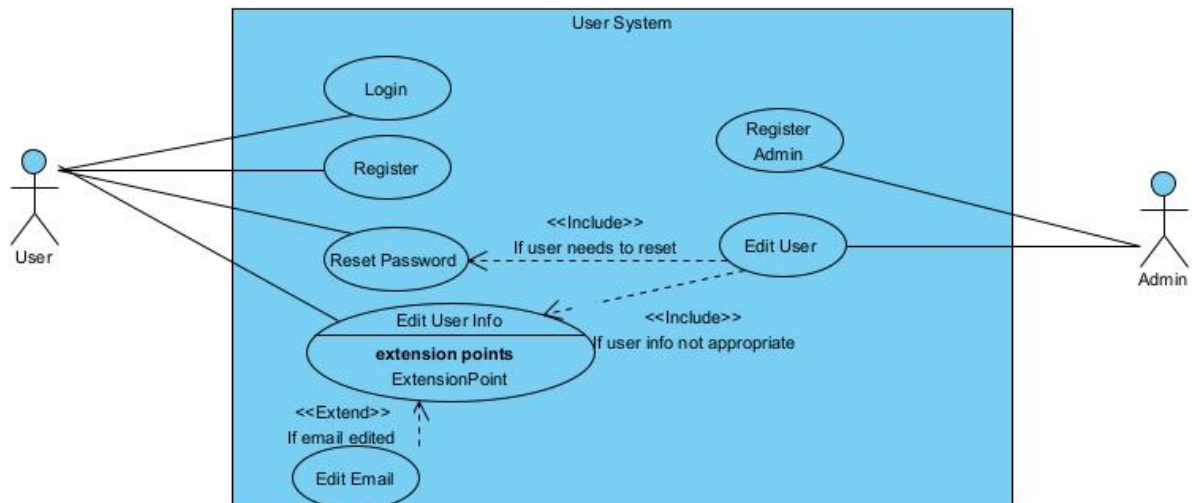 User System
Login
Register
Register
Admin
User
<<Include>>
If user needs to reset
Reset Password
Edit User
Admin
Edit User Info
<<Include>>
If user info not appropriate
extension points
ExtensionPoint
<<Extend>>
If email edited
Edit Email